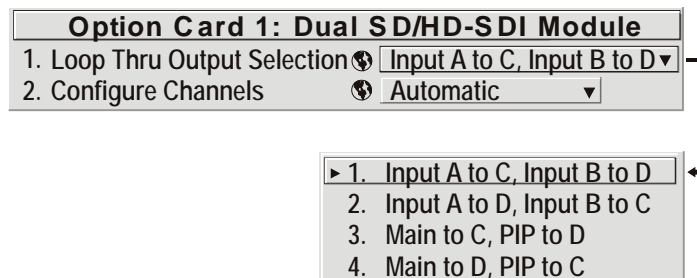 Option Card 1: Dual SD/HD-SDI Module
1. Loop Thru Output Selection Input A to C, Input B to D
2. Configure Channels Automatic
1. Input A to C, Input B to D
2. Input A to D, Input B to C
3. Main to C, PIP to D
4. Main to D, PIP to C